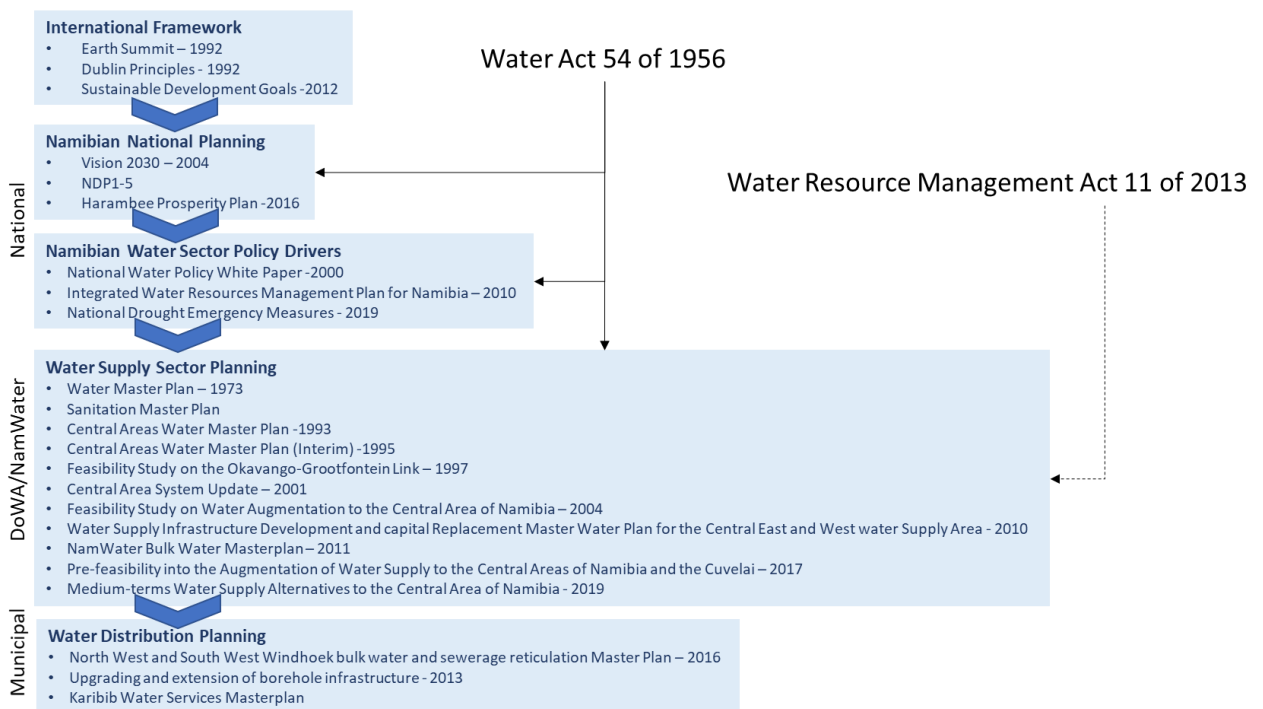 International Framework
• Earth Summit – 1992
• Dublin Principles - 1992
• Sustainable Development Goals -2012
Water Act 54 of 1956
Namibian National Planning
• Vision 2030 – 2004
• NDP1-5
• Harambee Prosperity Plan -2016
Water Resource Management Act 11 of 2013
National
Namibian Water Sector Policy Drivers
• National Water Policy White Paper -2000
• Integrated Water Resources Management Plan for Namibia – 2010
• National Drought Emergency Measures - 2019
DoWA/NamWater
Water Supply Sector Planning
• Water Master Plan – 1973
• Sanitation Master Plan
• Central Areas Water Master Plan -1993
• Central Areas Water Master Plan (Interim) -1995
• Feasibility Study on the Okavango-Grootfontein Link – 1997
• Central Area System Update – 2001
• Feasibility Study on Water Augmentation to the Central Area of Namibia – 2004
• Water Supply Infrastructure Development and capital Replacement Master Water Plan for the Central East and West water Supply Area - 2010
• NamWater Bulk Water Masterplan – 2011
• Pre-feasibility into the Augmentation of Water Supply to the Central Areas of Namibia and the Cuvelai – 2017
• Medium-terms Water Supply Alternatives to the Central Area of Namibia - 2019
Municipal
Water Distribution Planning
• North West and South West Windhoek bulk water and sewerage reticulation Master Plan – 2016
• Upgrading and extension of borehole infrastructure - 2013
• Karibib Water Services Masterplan